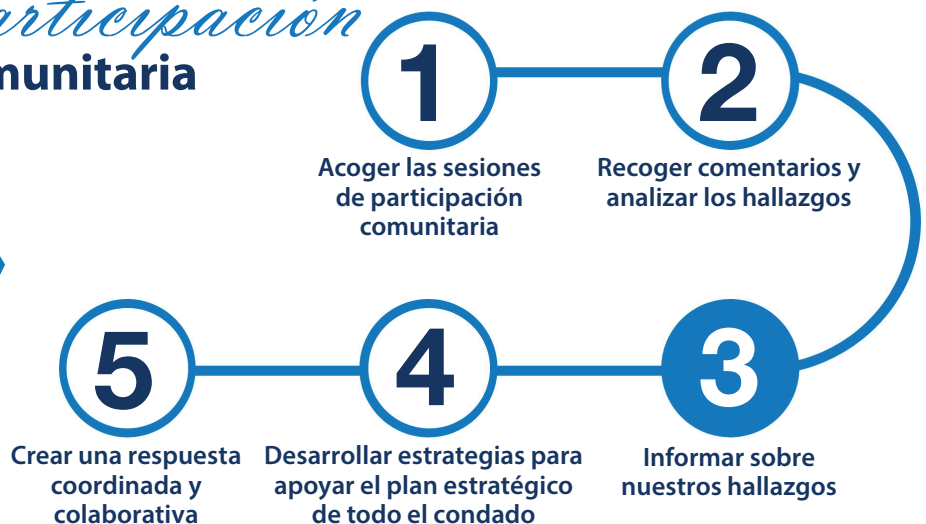 articipación
munitaria
1
Acoger las sesiones
de participación
comunitaria
2
Recoger comentarios y
analizar los hallazgos
3
Informar sobre
nuestros hallazgos
4
Desarrollar estrategias para
apoyar el plan estratégico
de todo el condado
5
Crear una respuesta
coordinada y
colaborativa